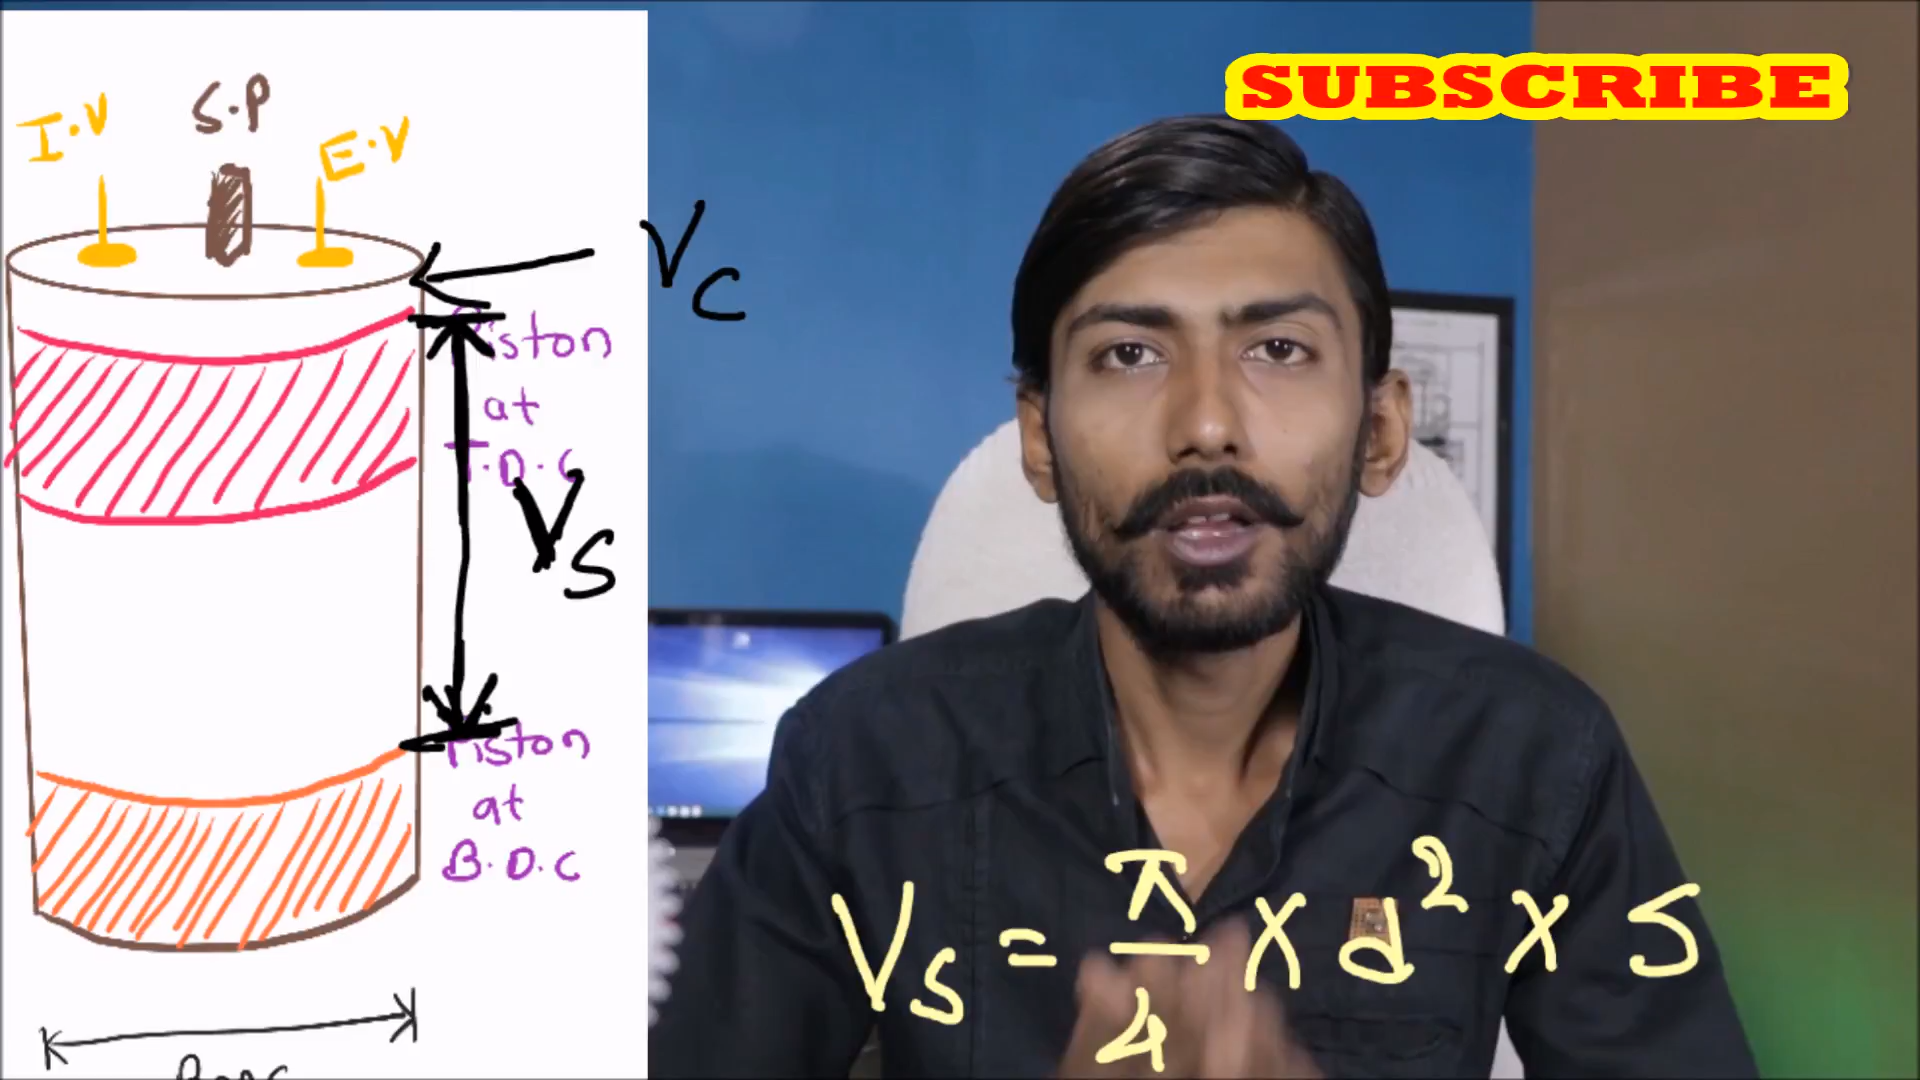 SUBSCRIBE
I.V
S.P
E.V
Vc
Piston
at
T.D.C
Vs
Piston
at
B.D.C
Vs = π/4 x d² x S